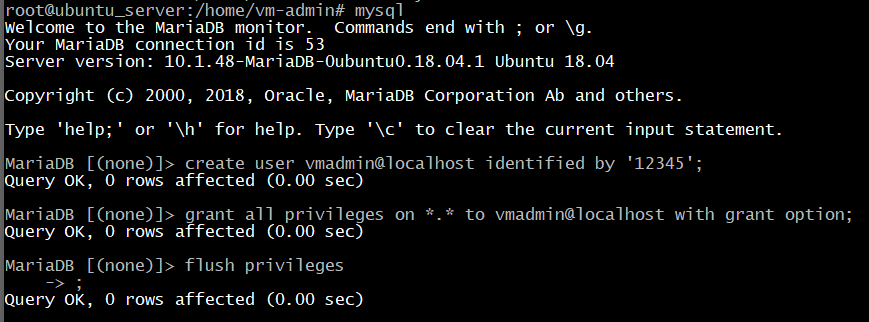 root@ubuntu_server:/home/vm-admin# mysql
Welcome to the MariaDB monitor.  Commands end with ; or \g.
Your MariaDB connection id is 53
Server version: 10.1.48-MariaDB-0ubuntu0.18.04.1 Ubuntu 18.04
Copyright (c) 2000, 2018, Oracle, MariaDB Corporation Ab and others.
Type 'help;' or '\h' for help. Type '\c' to clear the current input statement.
MariaDB [(none)]> create user vmadmin@localhost identified by '12345';
Query OK, 0 rows affected (0.00 sec)
MariaDB [(none)]> grant all privileges on *.* to vmadmin@localhost with grant option;
Query OK, 0 rows affected (0.00 sec)
MariaDB [(none)]> flush privileges
    -> ;
Query OK, 0 rows affected (0.00 sec)